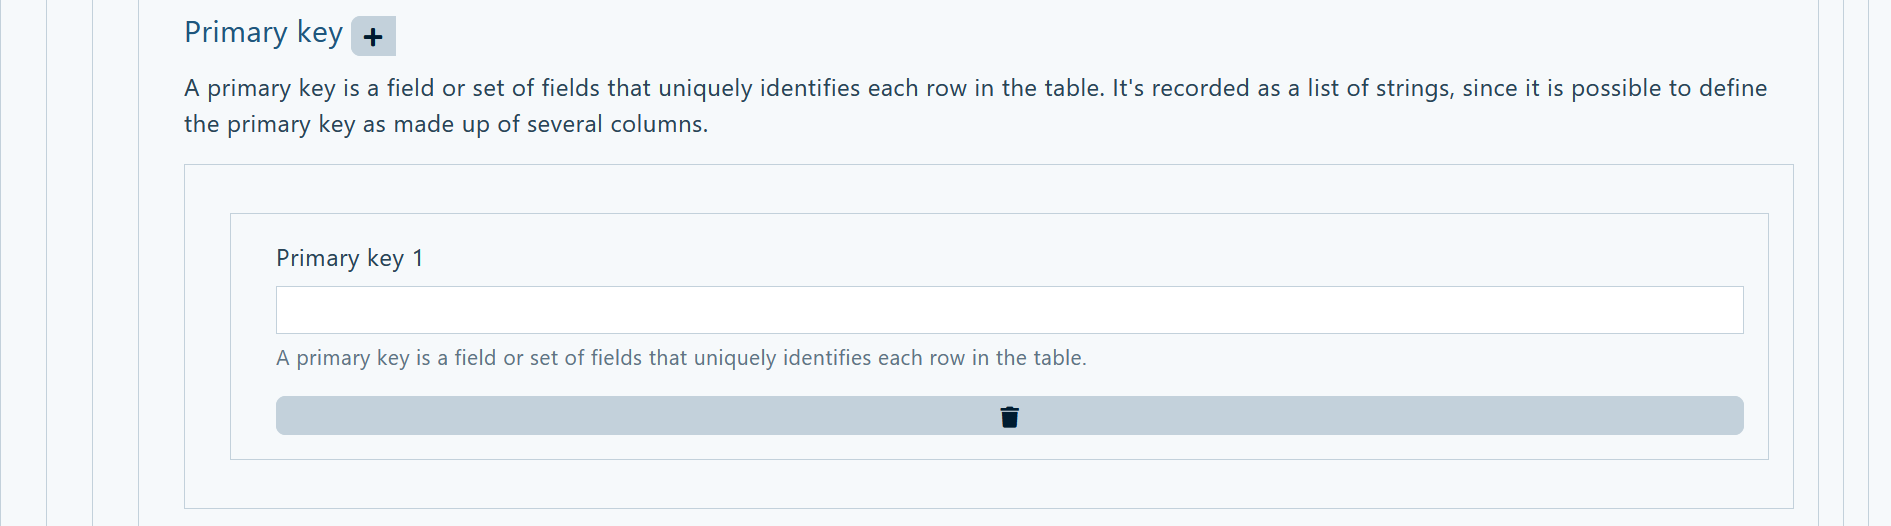 Primary key
A primary key is a field or set of fields that uniquely identifies each row in the table. It's recorded as a list of strings, since it is possible to define
the primary key as made up of several columns.
Primary key 1
A primary key is a field or set of fields that uniquely identifies each row in the table.